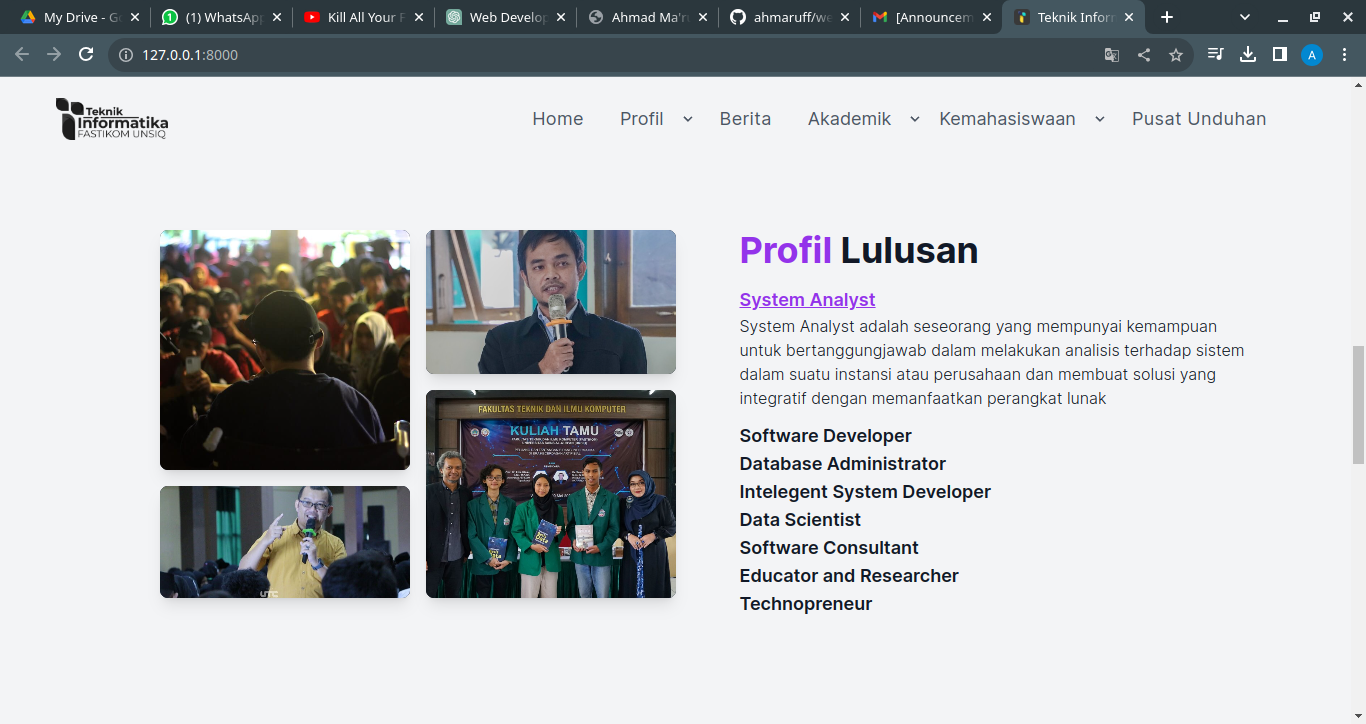 My Drive - Go
(1) WhatsApp
Kill All Your F
Web Develop
Ahmad Ma'ru
ahmaruff/we
[Announcem
Teknik Inform
127.0.0.1:8000
A
Teknik
Informatika
FASTIKOM UNSIQ
Home
Profil
Berita
Akademik
Kemahasiswaan
Pusat Unduhan
FAKULTAS TEKNIK DAN ILMU KOMPUTER
KULIAH TAMU
UTC
Profil Lulusan
System Analyst
System Analyst adalah seseorang yang mempunyai kemampuan
untuk bertanggungjawab dalam melakukan analisis terhadap sistem
dalam suatu instansi atau perusahaan dan membuat solusi yang
integratif dengan memanfaatkan perangkat lunak
Software Developer
Database Administrator
Intelegent System Developer
Data Scientist
Software Consultant
Educator and Researcher
Technopreneur